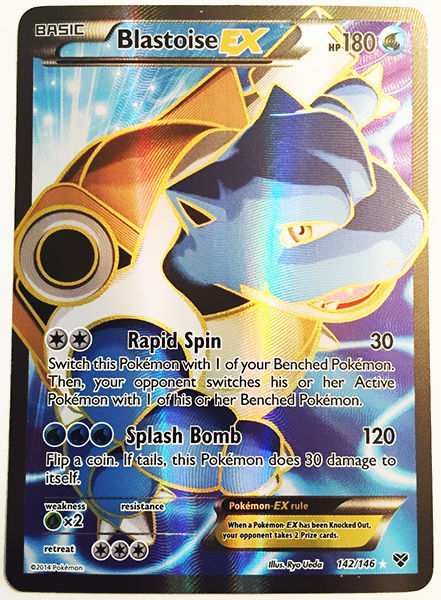 BASIC Blastoise EX HP 180
Rapid Spin 30
Switch this Pokémon with 1 of your Benched Pokémon.
Then, your opponent switches his or her Active
Pokémon with 1 of his or her Benched Pokémon.
Splash Bomb 120
Flip a coin. If tails, this Pokémon does 30 damage to
itself.
weakness resistance
×2
retreat
Pokémon-EX rule
When a Pokémon-EX has been Knocked Out,
your opponent takes 2 Prize cards.
©2014 Pokémon Illus. Ryo Ueda 142/146 XY